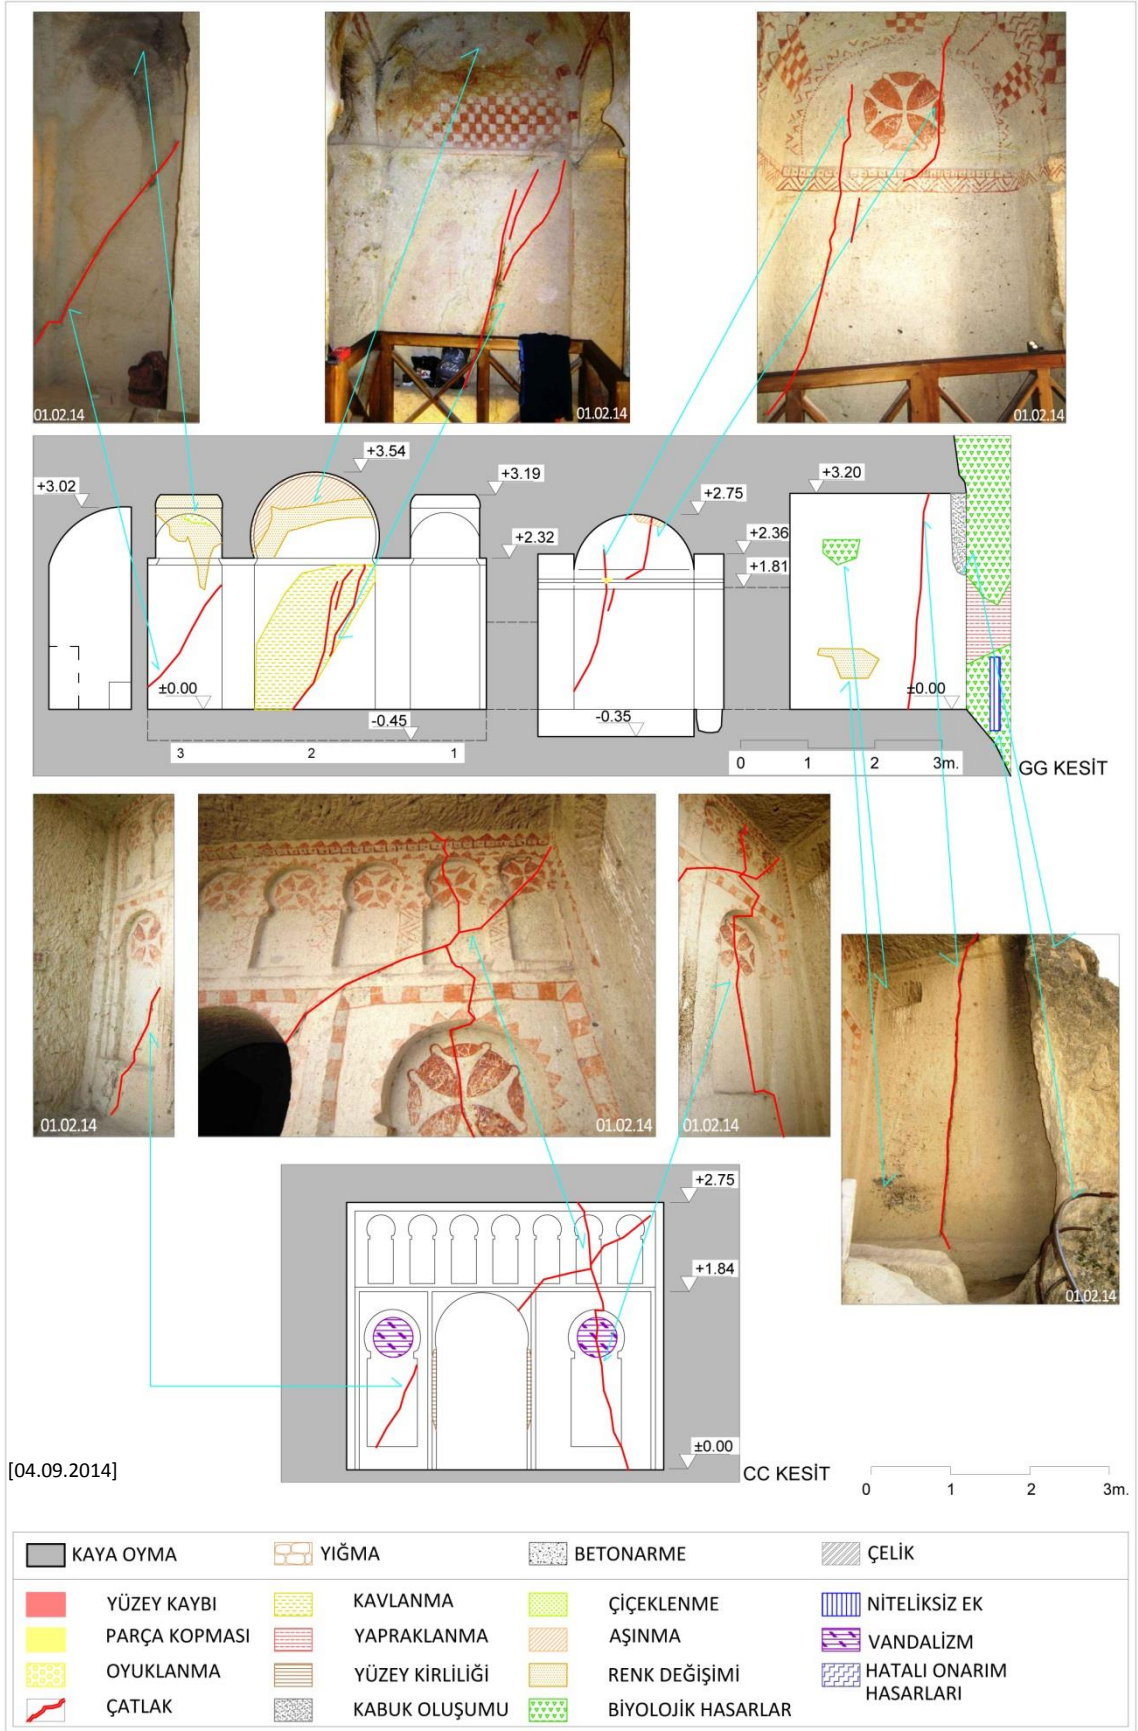 01.02.14
01.02.14
01.02.14
+3.02
+3.54
+3.19
+2.32
+2.75
+2.36
+1.81
+3.20
±0.00
-0.45
-0.35
±0.00
3 2 1
0 1 2 3m.
GG KESİT
01.02.14
01.02.14
01.02.14
01.02.14
+2.75
+1.84
±0.00
[04.09.2014]
CC KESİT
0 1 2 3m.
KAYA OYMA YIĞMA BETONARME ÇELİK
YÜZEY KAYBI KAVLANMA ÇİÇEKLENME NİTELİKSİZ EK
PARÇA KOPMASI YAPRAKLANMA AŞINMA VANDALİZM
OYUKLANMA YÜZEY KİRLİLİĞİ RENK DEĞİŞİMİ HATALI ONARIM
HASARLARI
ÇATLAK KABUK OLUŞUMU BİYOLOJİK HASARLAR